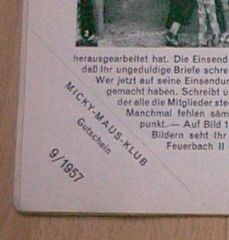 herausgearbeitet hat. Die Einsend
daß Ihr ungeduldige Briefe schre
Wer jetzt auf seine Einsendun
gemacht haben. Schreibt u
der alle die Mitglieder ste
Manchmal fehlen säm
punkt. — Auf Bild 1
Bildern seht Ihr
Feuerbach II
MICKY-MAUS-KLUB
Gutschein
9/1957